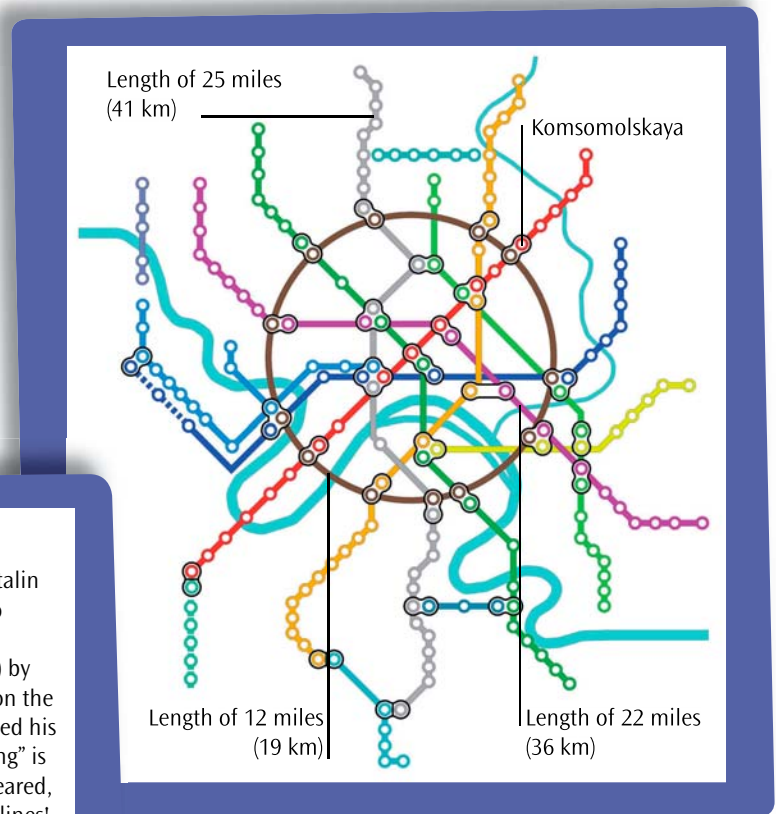 Length of 25 miles
(41 km)
Komsomolskaya
Length of 12 miles
(19 km)
Length of 22 miles
(36 km)
talin
) by
on the
ed his
ng” is
eared,
lines!